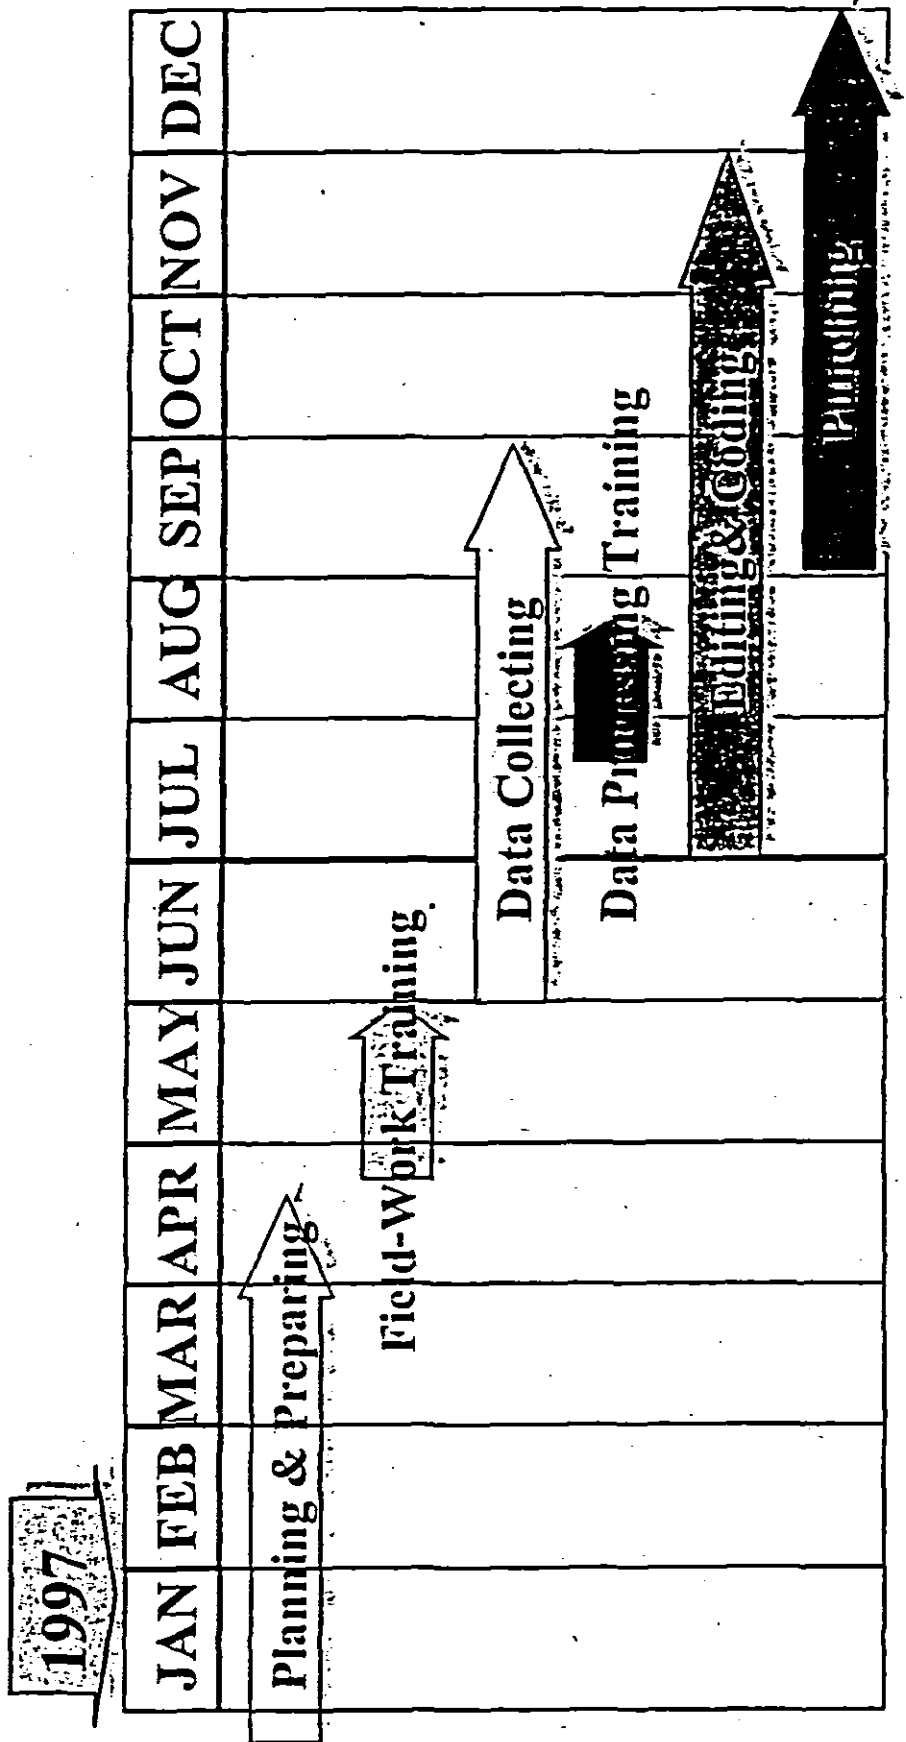 1997
JAN FEB MAR APR MAY JUN JUL AUG SEP OCT NOV DEC
Planning & Preparing
Field-Work Training
Data Collecting
Data Processing Training
Editing & Coding
Punching